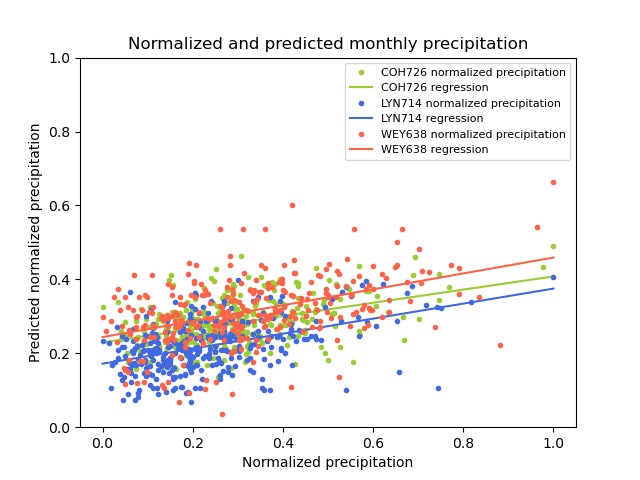 Normalized and predicted monthly precipitation
COH726 normalized precipitation
COH726 regression
LYN714 normalized precipitation
LYN714 regression
WEY638 normalized precipitation
WEY638 regression
Predicted normalized precipitation
1.0
0.8
0.6
0.4
0.2
0.0
0.0 0.2 0.4 0.6 0.8 1.0
Normalized precipitation